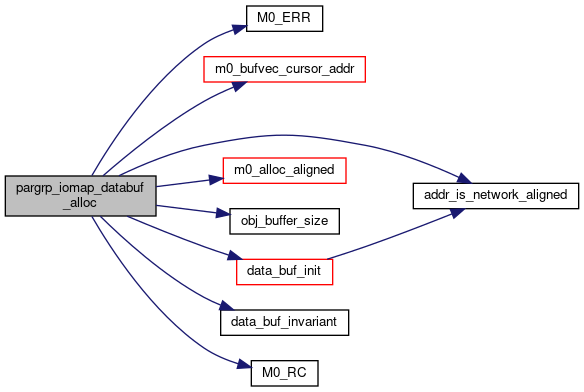 M0_ERR
m0_bufvec_cursor_addr
pargrp_iomap_databuf
_alloc
m0_alloc_aligned
addr_is_network_aligned
obj_buffer_size
data_buf_init
data_buf_invariant
M0_RC